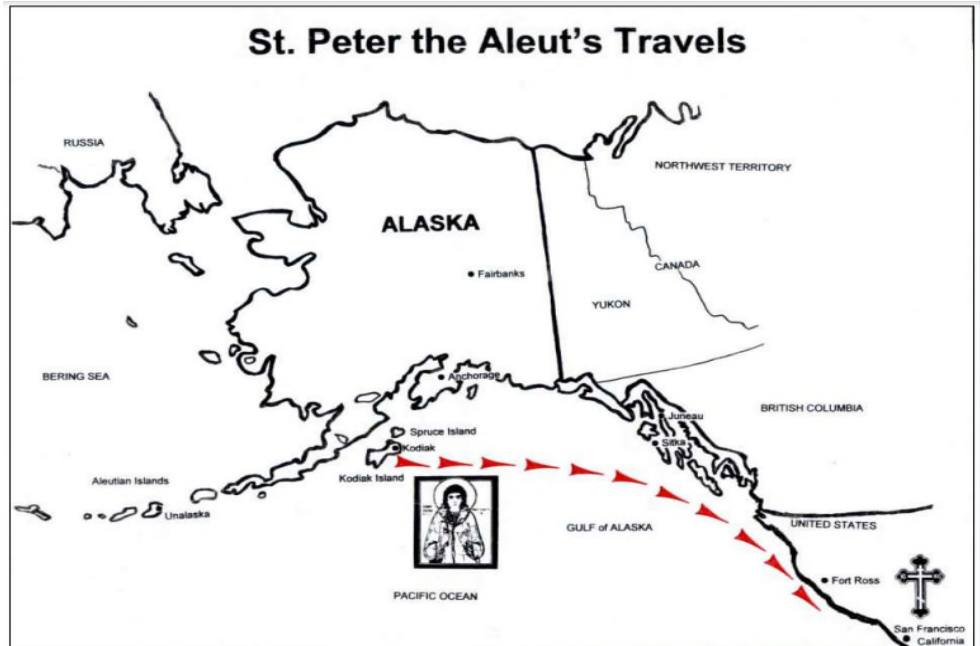 St. Peter the Aleut's Travels
RUSSIA
NORTHWEST TERRITORY
ALASKA
CANADA
Fairbanks
YUKON
BERING SEA
Anchorage
BRITISH COLUMBIA
Juneau
Spruce Island
Sitka
Kodiak
Kodiak Island
Aleutian Islands
Unalaska
GULF of ALASKA
UNITED STATES
Fort Ross
PACIFIC OCEAN
San Francisco
California